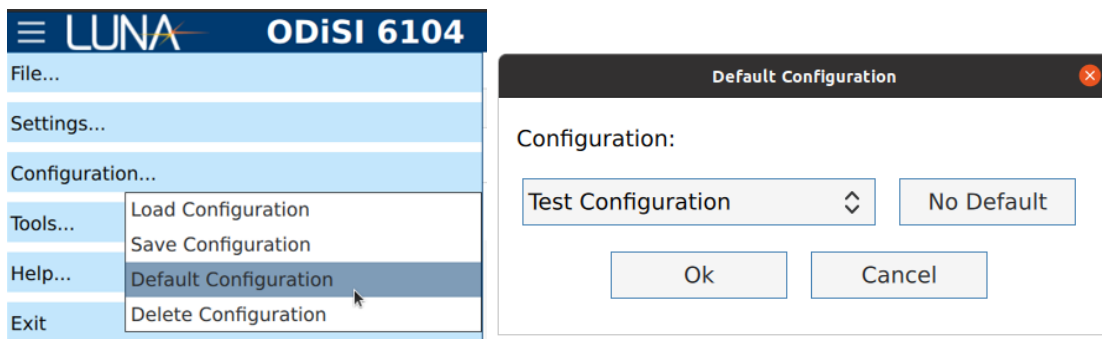 LUNA ODiSI 6104
File...
Settings...
Configuration...
Load Configuration
Save Configuration
Default Configuration
Delete Configuration
Tools...
Help...
Exit
Default Configuration
Configuration:
Test Configuration No Default
Ok Cancel